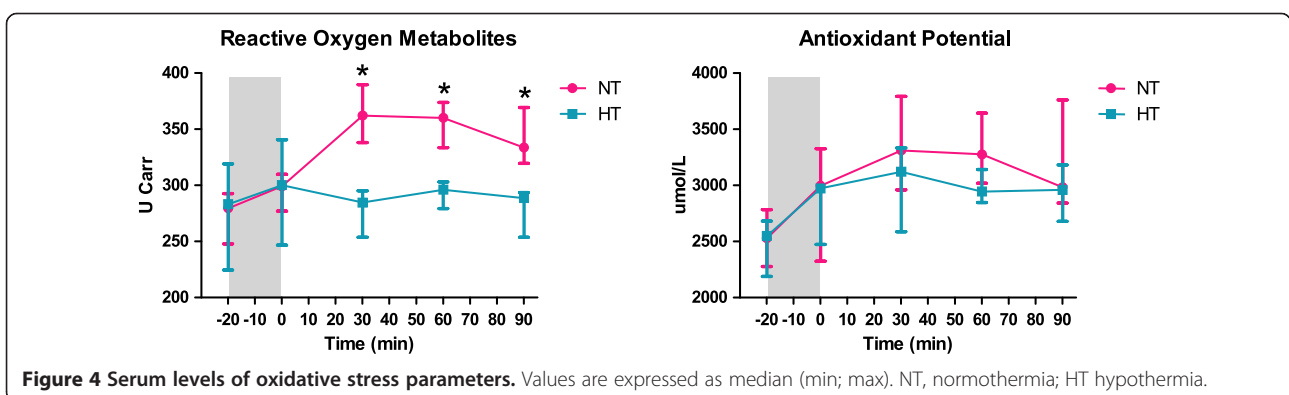 Reactive Oxygen Metabolites
* * *
NT
HT
400
350
300
250
200
U Carr
-20 -10 0 10 20 30 40 50 60 70 80 90
Time (min)
Antioxidant Potential
NT
HT
4000
3500
3000
2500
2000
umol/L
-20 -10 0 10 20 30 40 50 60 70 80 90
Time (min)
Figure 4 Serum levels of oxidative stress parameters. Values are expressed as median (min; max). NT, normothermia; HT hypothermia.